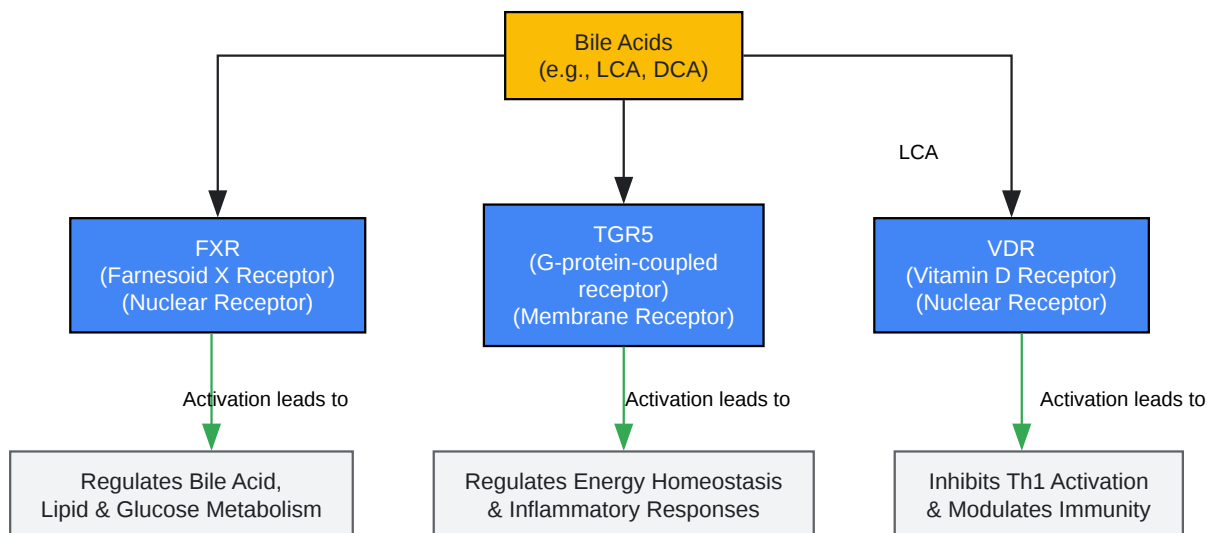 Bile Acids
(e.g., LCA, DCA)
LCA
FXR
(Farnesoid X Receptor)
(Nuclear Receptor)
TGR5
(G-protein-coupled
receptor)
(Membrane Receptor)
VDR
(Vitamin D Receptor)
(Nuclear Receptor)
Activation leads to
Activation leads to
Activation leads to
Regulates Bile Acid,
Lipid & Glucose Metabolism
Regulates Energy Homeostasis
& Inflammatory Responses
Inhibits Th1 Activation
& Modulates Immunity